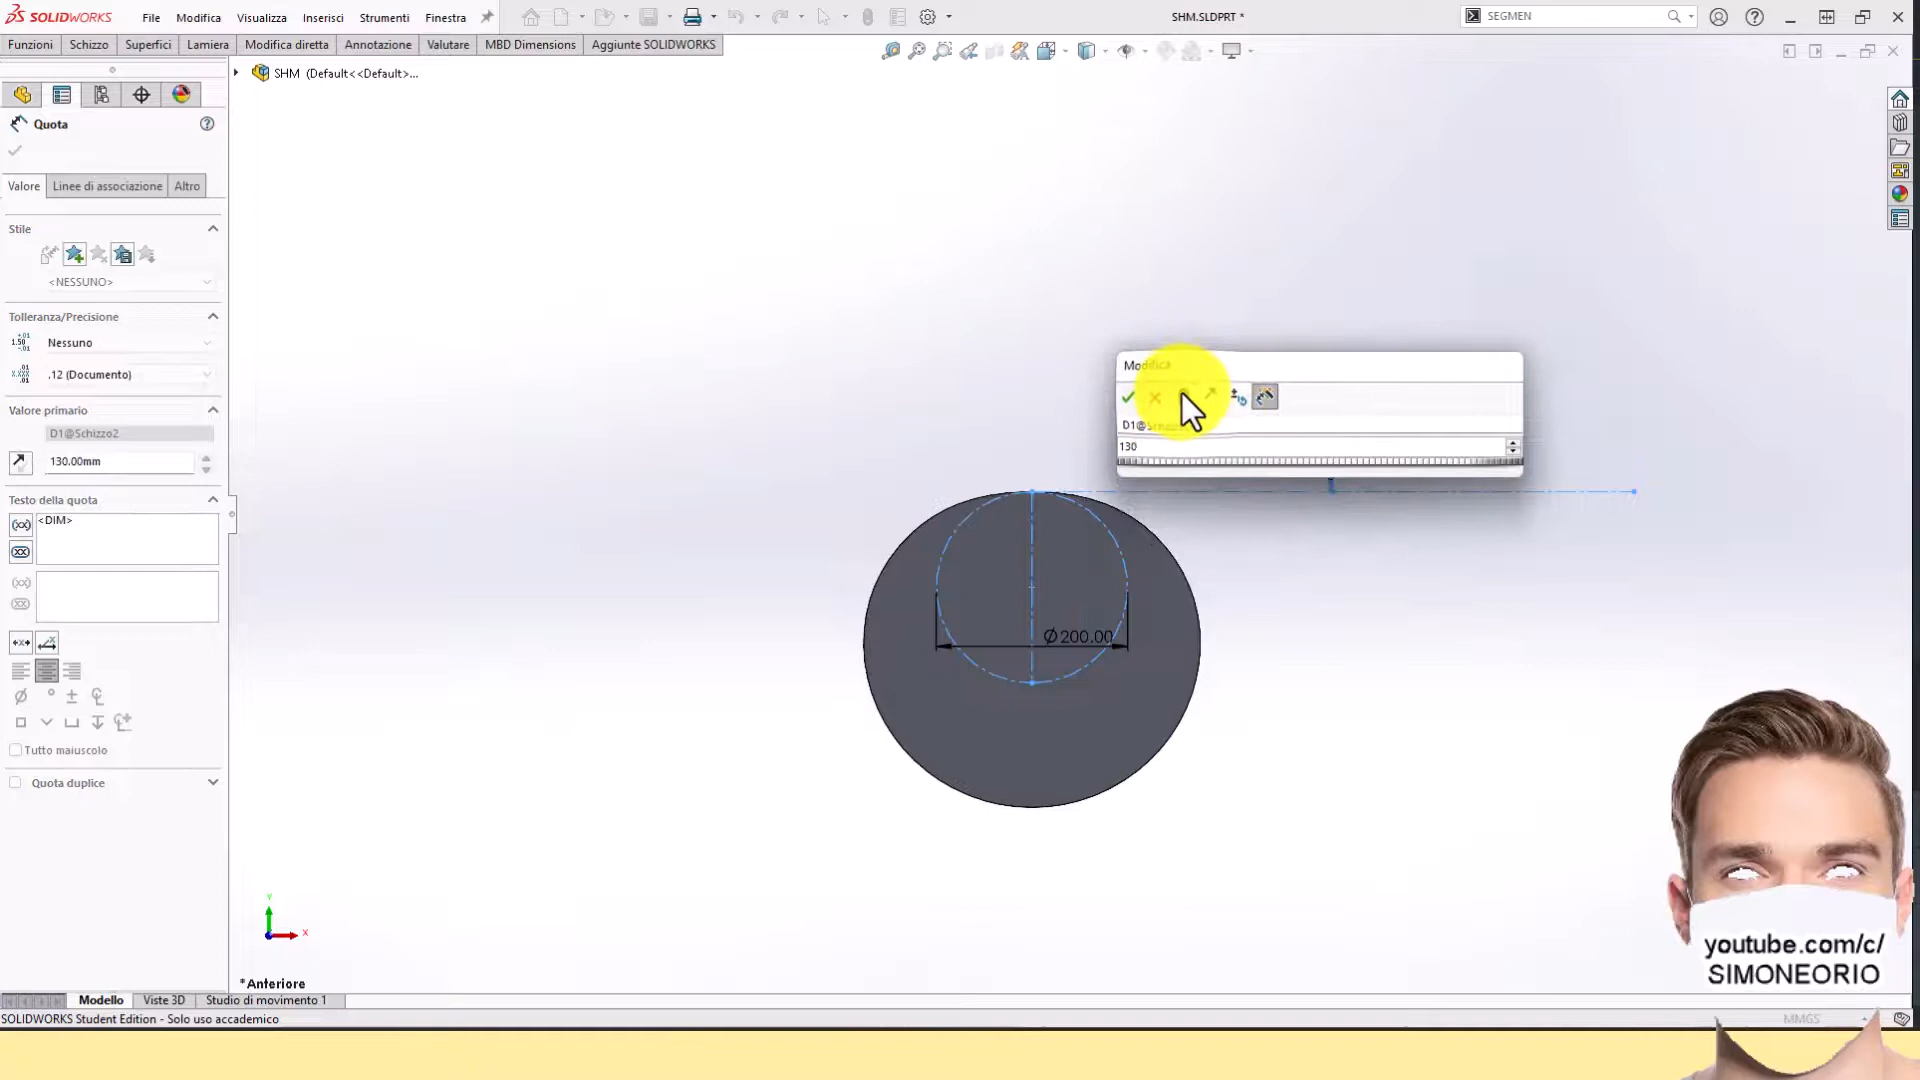 SOLIDWORKS
File
Modifica
Visualizza
Inserisci
Strumenti
Finestra
SHM.SLDPRT *
SEGMEN
Funzioni
Schizzo
Superfici
Lamiera
Modifica diretta
Annotazione
Valutare
MBD Dimensions
Aggiunte SOLIDWORKS
SHM (Default<<Default>...
Quota
Valore
Linee di associazione
Altro
Stile
<NESSUNO>
Tolleranza/Precisione
Nessuno
.12 (Documento)
Valore primario
D1@Schizzo2
130.00mm
Testo della quota
<DIM>
Tutto maiuscolo
Quota duplice
Modifica
130
Ø200.00
Y
X
*Anteriore
youtube.com/c/
SIMONEORIO
Modello
Viste 3D
Studio di movimento 1
SOLIDWORKS Student Edition - Solo uso accademico
MMGS